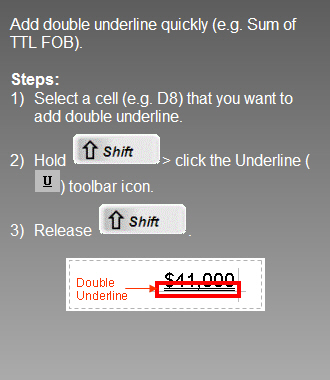 Add double underline quickly (e.g. Sum of
TTL FOB).
Steps:
1) Select a cell (e.g. D8) that you want to
add double underline.
2) Hold ⇧ Shift > click the Underline (
U ) toolbar icon.
3) Release ⇧ Shift .
$41,000
Double
Underline